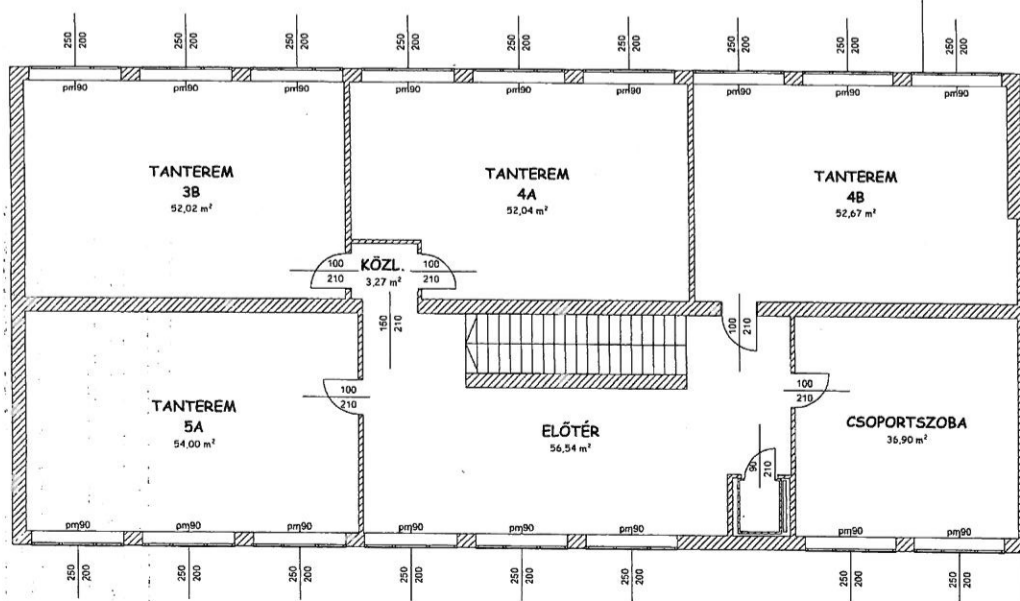 250 200
250 200
250 200
250 200
250 200
250 200
250 200
250 200
250 200
pm90
pm90
pm90
pm90
pm90
pm90
pm90
pm90
pm90
TANTEREM
3B
52,02 m²
TANTEREM
4A
52,04 m²
TANTEREM
4B
52,67 m²
100
210
KÖZL.
3,27 m²
100
210
150
210
100
210
100
210
100
210
TANTEREM
5A
54,00 m²
ELŐTÉR
56,54 m²
CSOPORTSZOBA
36,90 m²
90
210
pm90
pm90
pm90
pm90
pm90
pm90
pm90
pm90
250 200
250 200
250 200
250 200
250 200
250 200
250 200
250 200